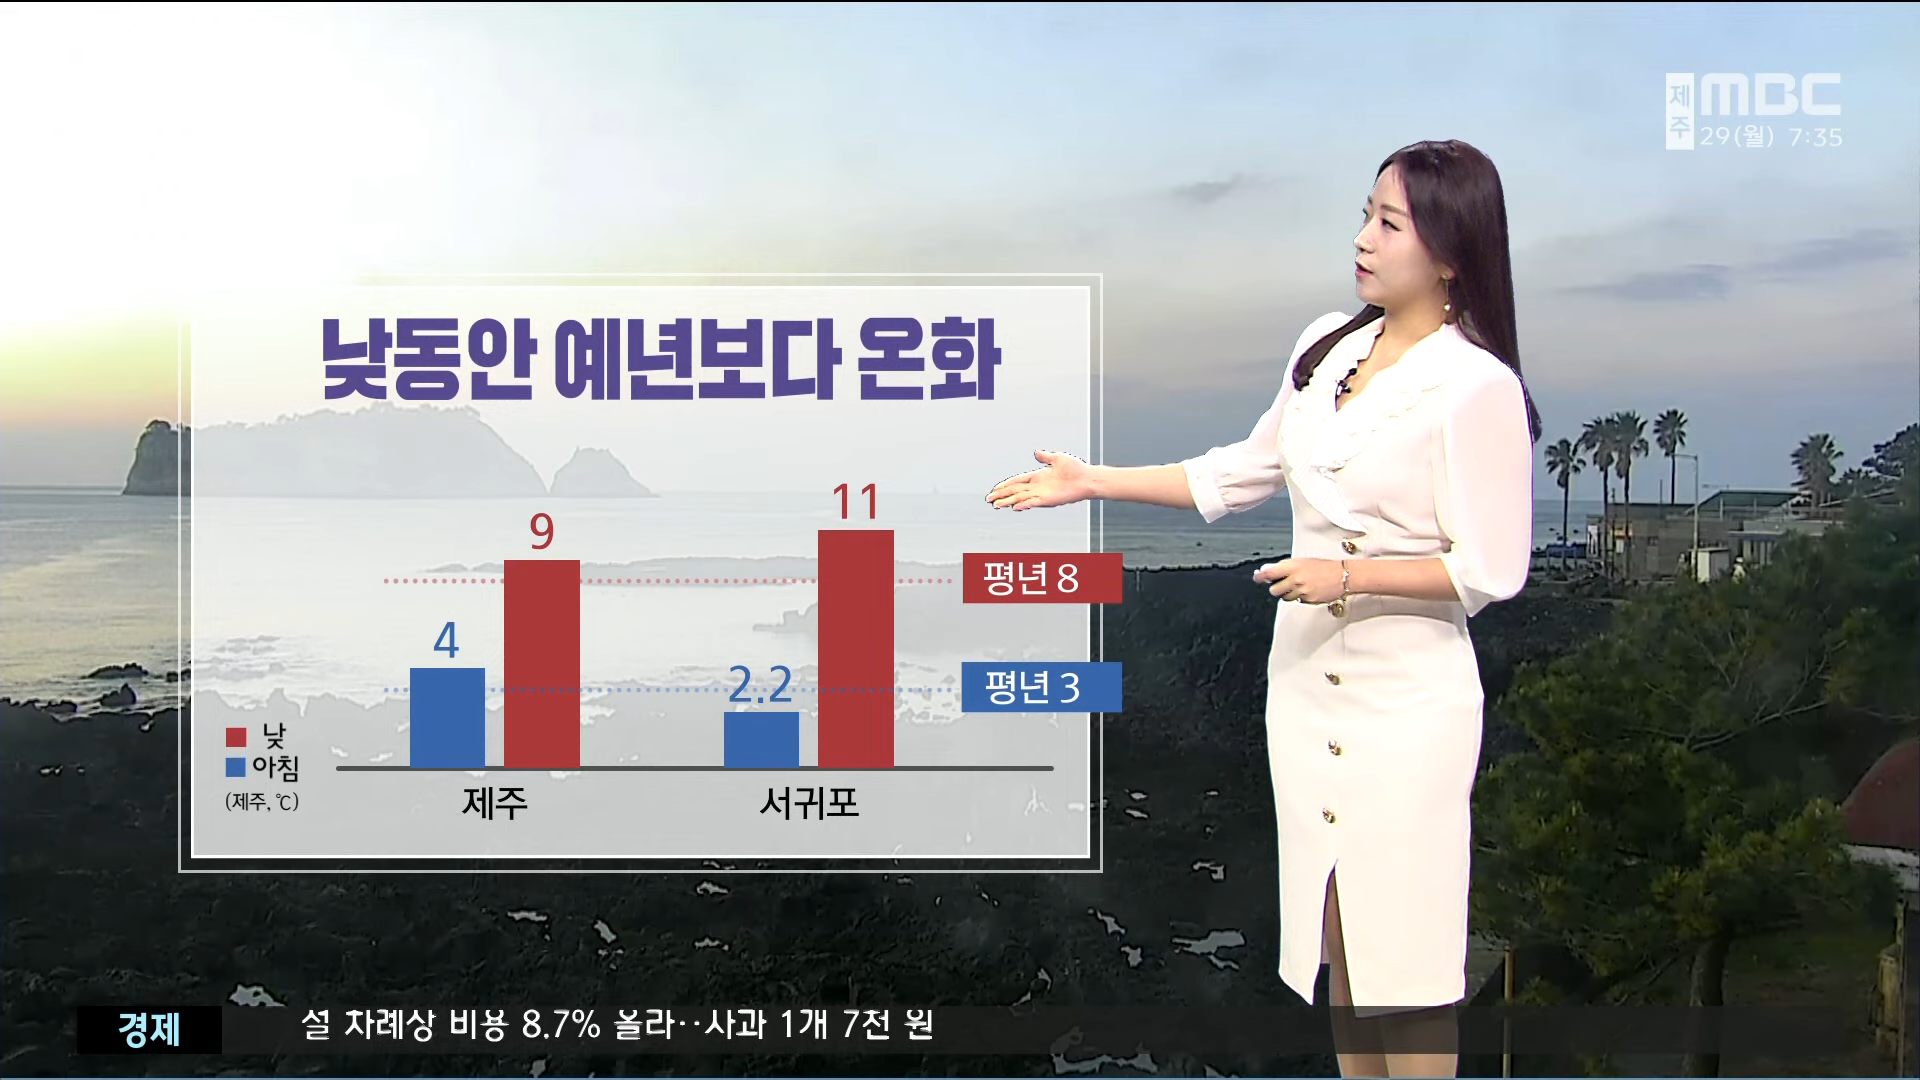 제주 MBC
29(월) 7:35
낮동안 예년보다 온화
9
11
평년 8
4
2.2
평년 3
낮
아침
(제주, ℃)
제주
서귀포
경제
설 차례상 비용 8.7% 올라··사과 1개 7천 원